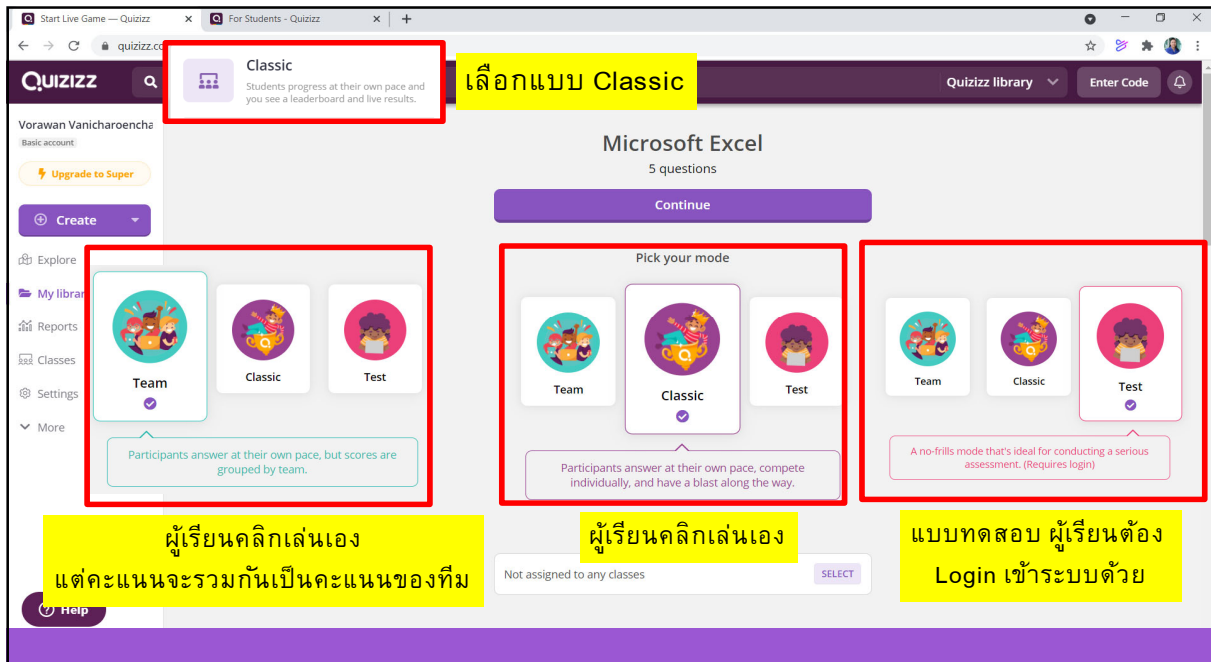 Start Live Game — Quizizz
For Students - Quizizz
quizizz.co
QUIZIZZ
Classic
Students progress at their own pace and
you see a leaderboard and live results.
เลือกแบบ Classic
Quizizz library
Enter Code
Vorawan Vanicharoencha
Basic account
Upgrade to Super
Create
Explore
My librar
Reports
Classes
Settings
More
Help
Microsoft Excel
5 questions
Continue
Team
Classic
Test
Participants answer at their own pace, but scores are
grouped by team.
ผู้เรียนคลิกเล่นเอง
แต่คะแนนจะรวมกันเป็นคะแนนของทีม
Pick your mode
Team
Classic
Test
Participants answer at their own pace, compete
individually, and have a blast along the way.
ผู้เรียนคลิกเล่นเอง
Team
Classic
Test
A no-frills mode that's ideal for conducting a serious
assessment. (Requires login)
แบบทดสอบ ผู้เรียนต้อง
Login เข้าระบบด้วย
Not assigned to any classes
SELECT